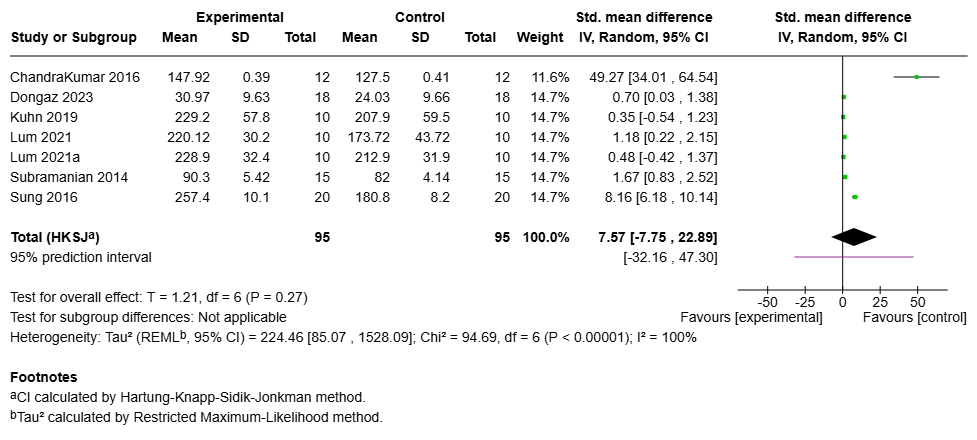 Experimental Control Std. mean difference Std. mean difference
Study or Subgroup Mean SD Total Mean SD Total Weight IV, Random, 95% CI IV, Random, 95% CI
ChandraKumar 2016 147.92 0.39 12 127.5 0.41 12 11.6% 49.27 [34.01 , 64.54]
Dongaz 2023 30.97 9.63 18 24.03 9.66 18 14.7% 0.70 [0.03 , 1.38]
Kuhn 2019 229.2 57.8 10 207.9 59.5 10 14.7% 0.35 [-0.54 , 1.23]
Lum 2021 220.12 30.2 10 173.72 43.72 10 14.7% 1.18 [0.22 , 2.15]
Lum 2021a 228.9 32.4 10 212.9 31.9 10 14.7% 0.48 [-0.42 , 1.37]
Subramanian 2014 90.3 5.42 15 82 4.14 15 14.7% 1.67 [0.83 , 2.52]
Sung 2016 257.4 10.1 20 180.8 8.2 20 14.7% 8.16 [6.18 , 10.14]
Total (HKSJᵃ) 95 95 100.0% 7.57 [-7.75 , 22.89]
95% prediction interval [-32.16 , 47.30]
Test for overall effect: T = 1.21, df = 6 (P = 0.27)
-50 -25 0 25 50
Test for subgroup differences: Not applicable
Favours [experimental] Favours [control]
Heterogeneity: Tau² (REMLᵇ, 95% CI) = 224.46 [85.07 , 1528.09]; Chi² = 94.69, df = 6 (P < 0.00001); I² = 100%
Footnotes
ᵃCI calculated by Hartung-Knapp-Sidik-Jonkman method.
ᵇTau² calculated by Restricted Maximum-Likelihood method.